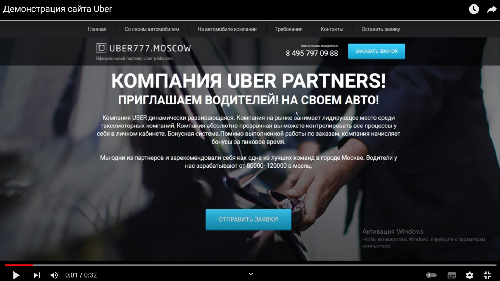 Демонстрация сайта Uber
Главная Со своим автомобилем На автомобиле компании Требования Контакты Оставить заявку
UBER777.MOSCOW
Официальный партнер uber в Москве
8 495 797 09 88
ЗАКАЗАТЬ ЗВОНОК
КОМПАНИЯ UBER PARTNERS!
ПРИГЛАШАЕМ ВОДИТЕЛЕЙ! НА СВОЕМ АВТО!
Компания UBER динамически развивающаяся. Компания на рынке занимает лидирующее место среди
таксомоторных компаний. Компания абсолютно прозрачная вы можете контролировать все процессы у
себя в личном кабинете. Бонусная система.Помимо выполненной работы по заказам, компания начисляет
бонусы за пиковое время.
Мы одни из партнеров и зарекомендовали себя как одна из лучших команд в городе Москве. Водители у
нас зарабатывают от 80000- 120000 в месяц.
ОТПРАВИТЬ ЗАЯВКУ!
Активация Windows
Чтобы активировать Windows, перейдите к параметрам
компьютера.
0:01 / 0:32